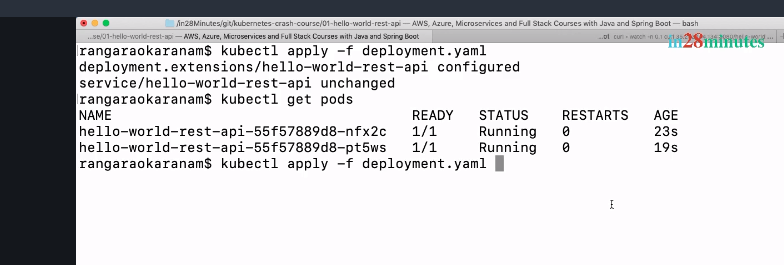 /in28Minutes/git/kubernetes-crash-course/01-hello-world-rest-api — AWS, Azure, Microservices and Full Stack Courses with Java and Spring Boot — — bash
...se/01-hello-world-rest-api — AWS, Azure, Microservices and Full Stack Courses with Java and Spring Boot — bash
in28minutes
rangaraokaranam$ kubectl apply -f deployment.yaml
deployment.extensions/hello-world-rest-api configured
service/hello-world-rest-api unchanged
rangaraokaranam$ kubectl get pods
NAME READY STATUS RESTARTS AGE
hello-world-rest-api-55f57889d8-nfx2c 1/1 Running 0 23s
hello-world-rest-api-55f57889d8-pt5ws 1/1 Running 0 19s
rangaraokaranam$ kubectl apply -f deployment.yaml